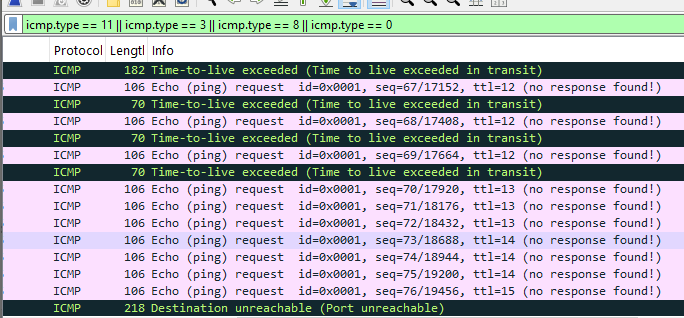 icmp.type == 11 || icmp.type == 3 || icmp.type == 8 || icmp.type == 0
Protocol Lengtl Info
ICMP 182 Time-to-live exceeded (Time to live exceeded in transit)
ICMP 106 Echo (ping) request id=0x0001, seq=67/17152, ttl=12 (no response found!)
ICMP 70 Time-to-live exceeded (Time to live exceeded in transit)
ICMP 106 Echo (ping) request id=0x0001, seq=68/17408, ttl=12 (no response found!)
ICMP 70 Time-to-live exceeded (Time to live exceeded in transit)
ICMP 106 Echo (ping) request id=0x0001, seq=69/17664, ttl=12 (no response found!)
ICMP 70 Time-to-live exceeded (Time to live exceeded in transit)
ICMP 106 Echo (ping) request id=0x0001, seq=70/17920, ttl=13 (no response found!)
ICMP 106 Echo (ping) request id=0x0001, seq=71/18176, ttl=13 (no response found!)
ICMP 106 Echo (ping) request id=0x0001, seq=72/18432, ttl=13 (no response found!)
ICMP 106 Echo (ping) request id=0x0001, seq=73/18688, ttl=14 (no response found!)
ICMP 106 Echo (ping) request id=0x0001, seq=74/18944, ttl=14 (no response found!)
ICMP 106 Echo (ping) request id=0x0001, seq=75/19200, ttl=14 (no response found!)
ICMP 106 Echo (ping) request id=0x0001, seq=76/19456, ttl=15 (no response found!)
ICMP 218 Destination unreachable (Port unreachable)